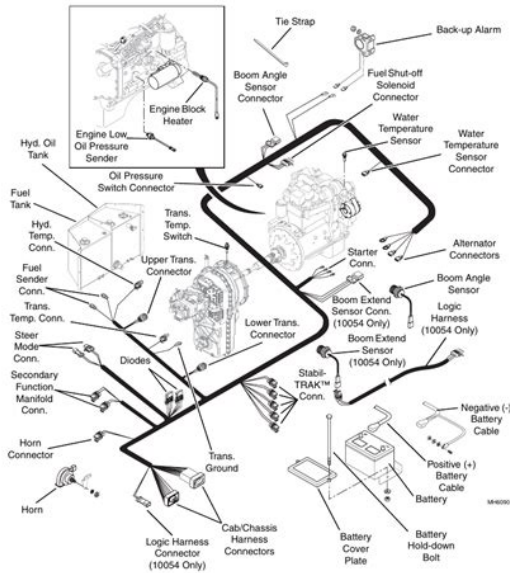 Tie Strap
Back-up Alarm
Boom Angle
Sensor
Connector
Fuel Shut-off
Solenoid
Connector
Engine Block
Heater
Engine Low
Oil Pressure
Sender
Water
Temperature
Sensor
Water
Temperature
Sensor
Connector
Hyd. Oil
Tank
Oil Pressure
Switch Connector
Fuel
Tank
Trans.
Temp.
Switch
Hyd.
Temp.
Conn.
Upper Trans.
Connector
Starter
Conn.
Alternator
Connectors
Fuel
Sender
Conn.
Boom Extend
Sensor Conn.
(10054 Only)
Boom Angle
Sensor
Trans.
Temp. Conn.
Lower Trans.
Connector
Logic
Harness
(10054 Only)
Boom Extend
Sensor
(10054 Only)
Steer
Mode
Conn.
Diodes
Stabil-
TRAK™
Conn.
Secondary
Function
Manifold
Conn.
Negative (-)
Battery
Cable
Horn
Connector
Trans.
Ground
Positive (+)
Battery
Cable
Battery
Horn
Cab/Chassis
Harness
Connectors
Logic Harness
Connector
(10054 Only)
Battery
Cover
Plate
Battery
Hold-down
Bolt